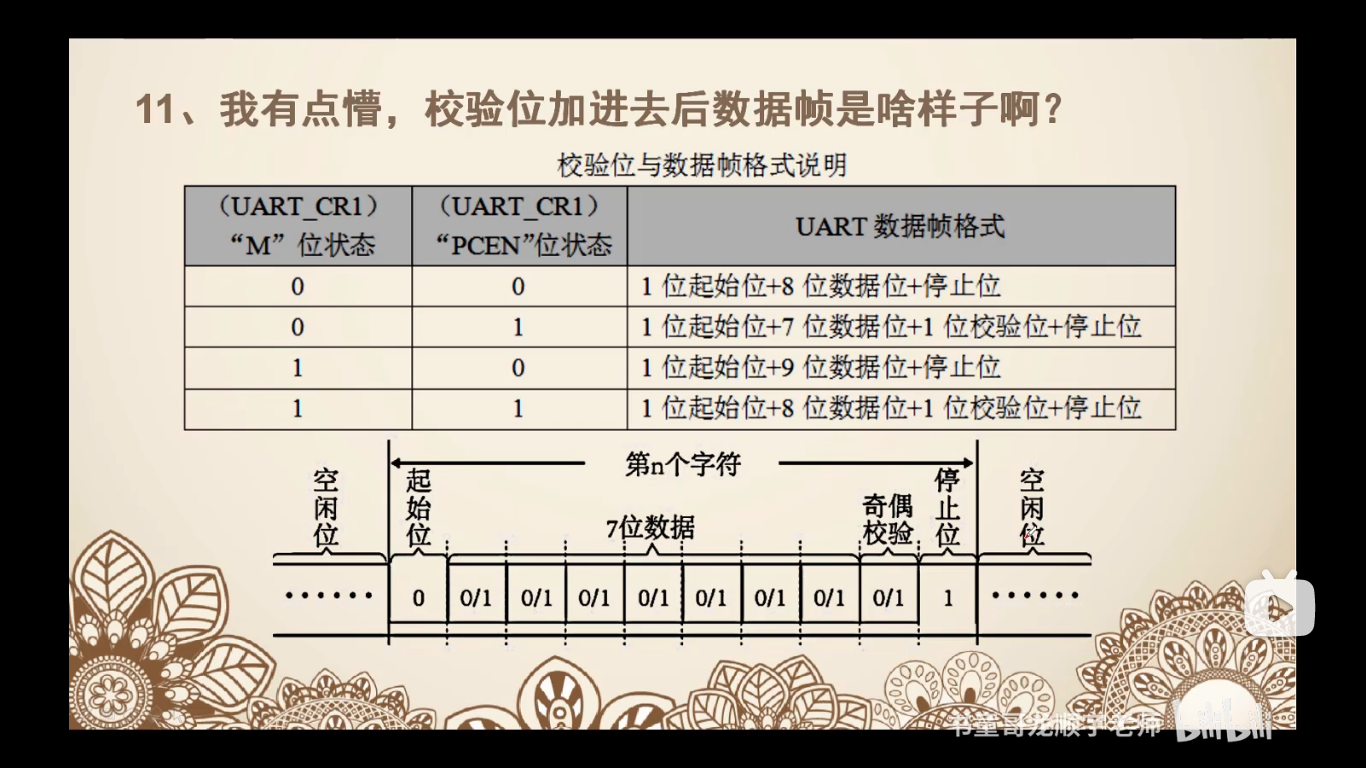 11、我有点懵，校验位加进去后数据帧是啥样子啊？
校验位与数据帧格式说明
（UART_CR1）
“M”位状态
（UART_CR1）
“PCEN”位状态
UART 数据帧格式
0
0
1 位起始位+8 位数据位+停止位
0
1
1 位起始位+7 位数据位+1 位校验位+停止位
1
0
1 位起始位+9 位数据位+停止位
1
1
1 位起始位+8 位数据位+1 位校验位+停止位
第n个字符
空闲位
起始位
7位数据
奇偶
校验
停止位
空闲位
······ 0 0/1 0/1 0/1 0/1 0/1 0/1 0/1 0/1 1 ······
书童哥龙顺宇老师
bilibili